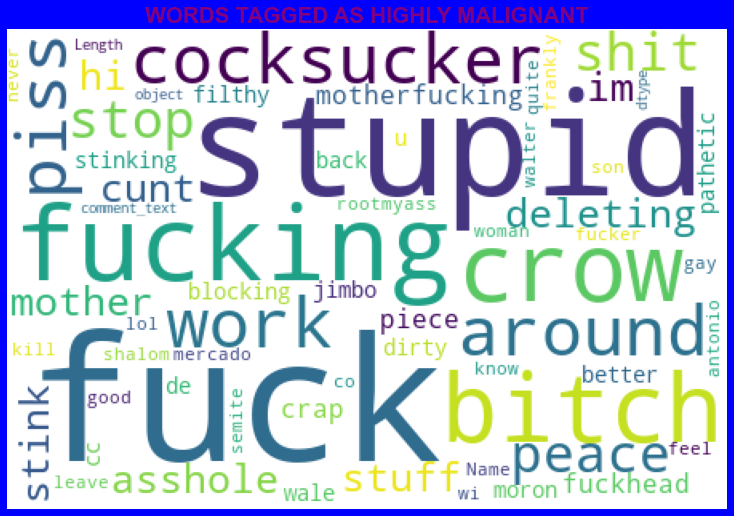 WORDS TAGGED AS HIGHLY MALIGNANT
never
Length
hi
cocksucker
frankly
shit
piss
object
filthy
motherfucking
quite
im
dtype
stop
stupid
stinking
back
u
walter
son
pathetic
cunt
comment_text
rootmyass
deleting
fucking
woman
fucker
crow
gay
mother
blocking
jimbo
work
piece
around
antonio
lol
kill
shalom
mercado
dirty
know
better
fuck
co
de
good
crap
bitch
semite
stink
cc
peace
feel
leave
asshole
wale
stuff
Name
wi
moron
fuckhead